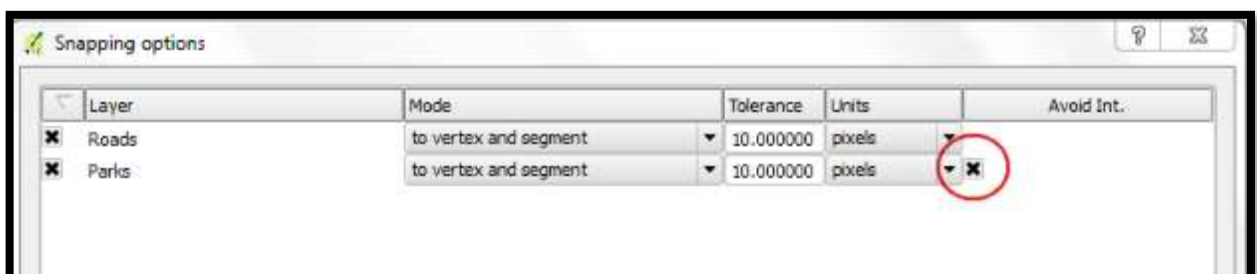 Snapping options
Layer Mode Tolerance Units Avoid Int.
Roads to vertex and segment 10.000000 pixels
Parks to vertex and segment 10.000000 pixels